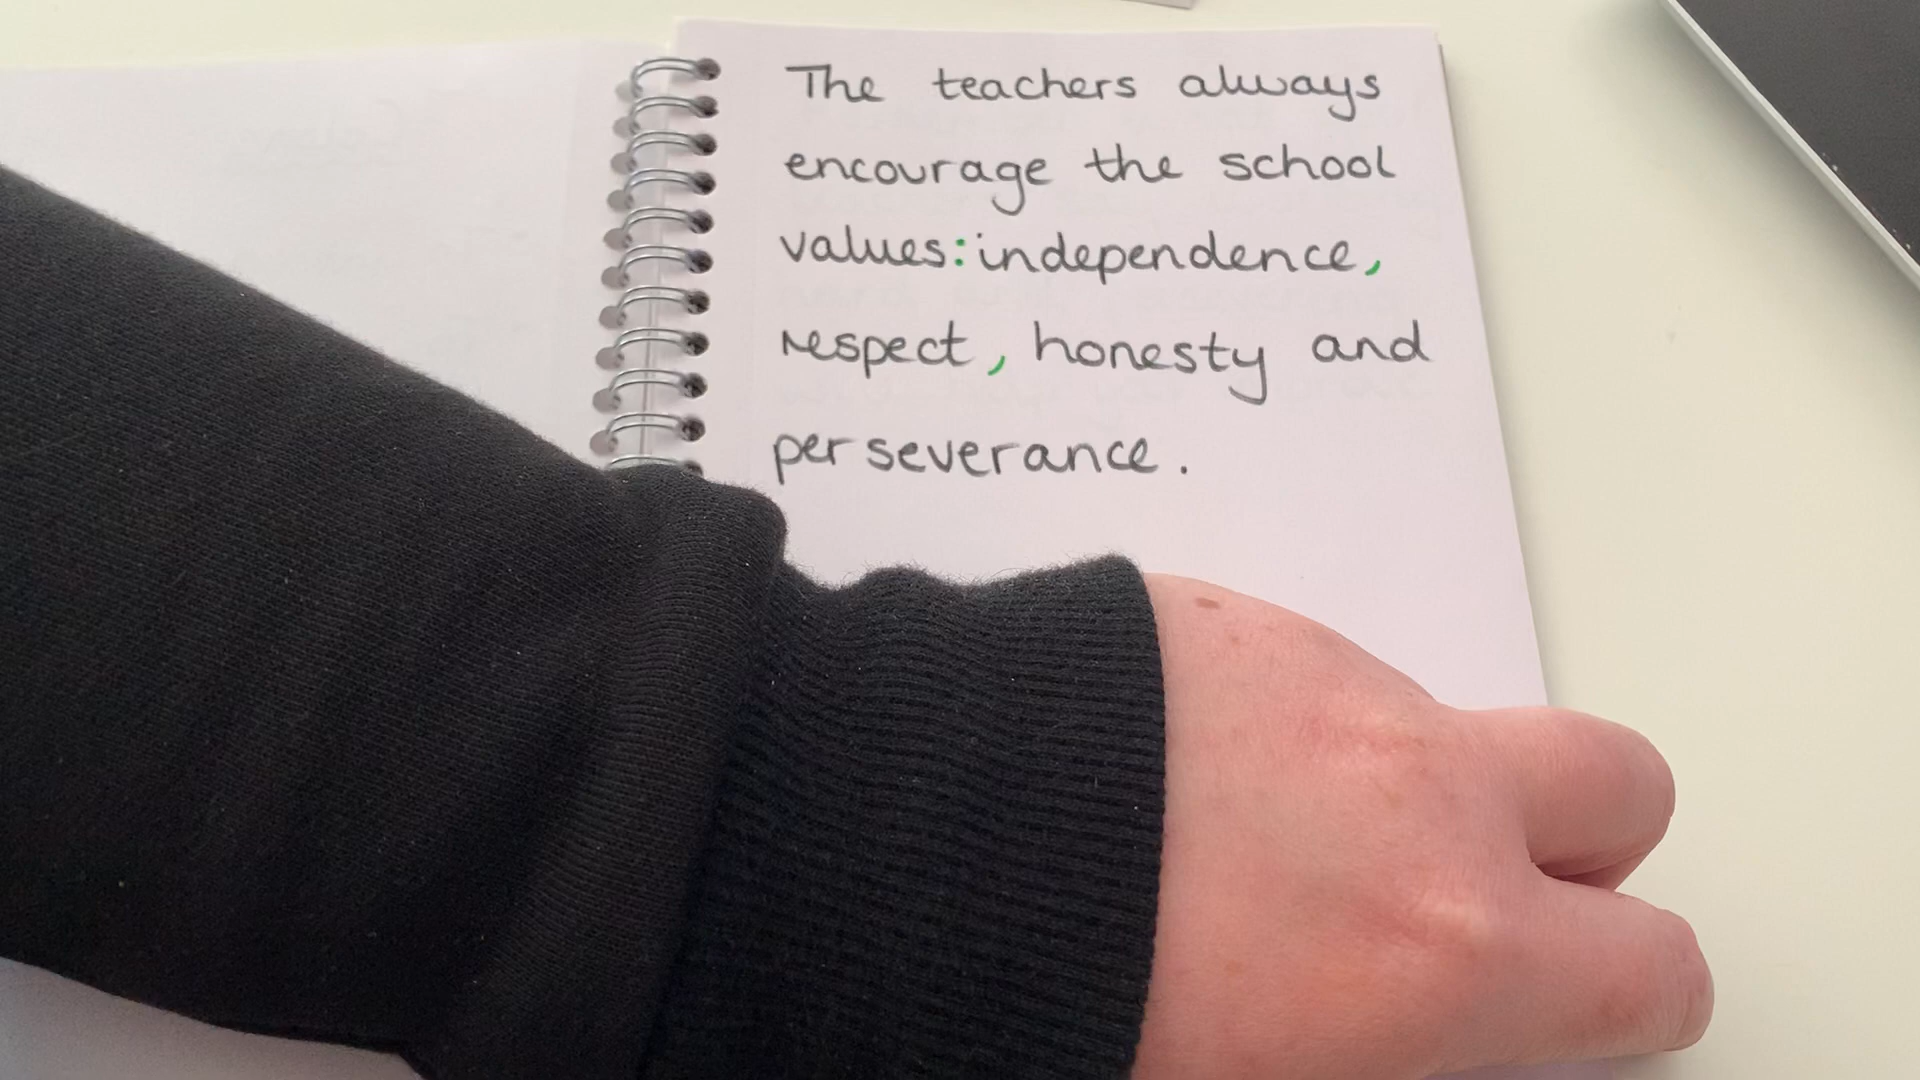 The teachers always
encourage the school
values: independence,
respect, honesty and
perseverance.